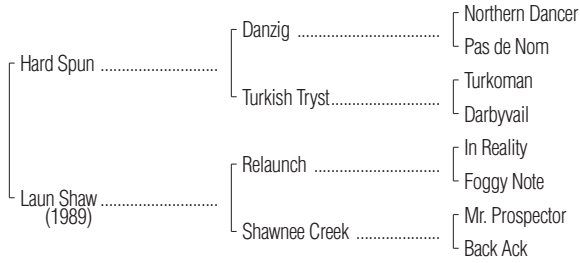 Northern Dancer
Danzig ..................................
Pas de Nom
Hard Spun ............................
Turkoman
Turkish Tryst..........................
Darbyvail
In Reality
Relaunch ..............................
Foggy Note
Laun Shaw ............................
(1989)
Mr. Prospector
Shawnee Creek ....................
Back Ack